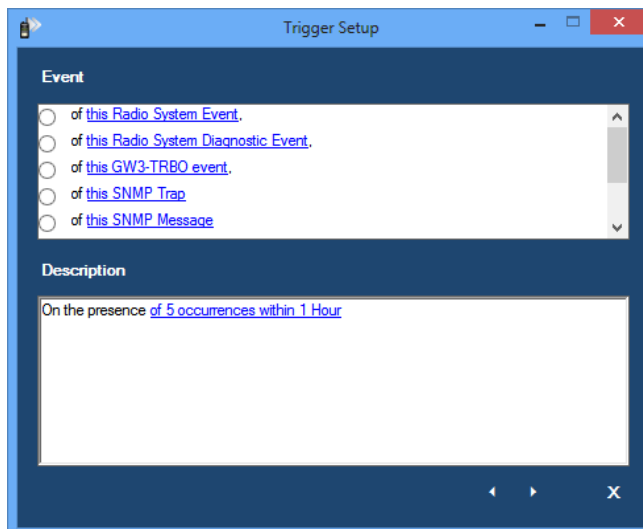 Trigger Setup
Event
of this Radio System Event,
of this Radio System Diagnostic Event,
of this GW3-TRBO event,
of this SNMP Trap
of this SNMP Message
Description
On the presence of 5 occurrences within 1 Hour
X